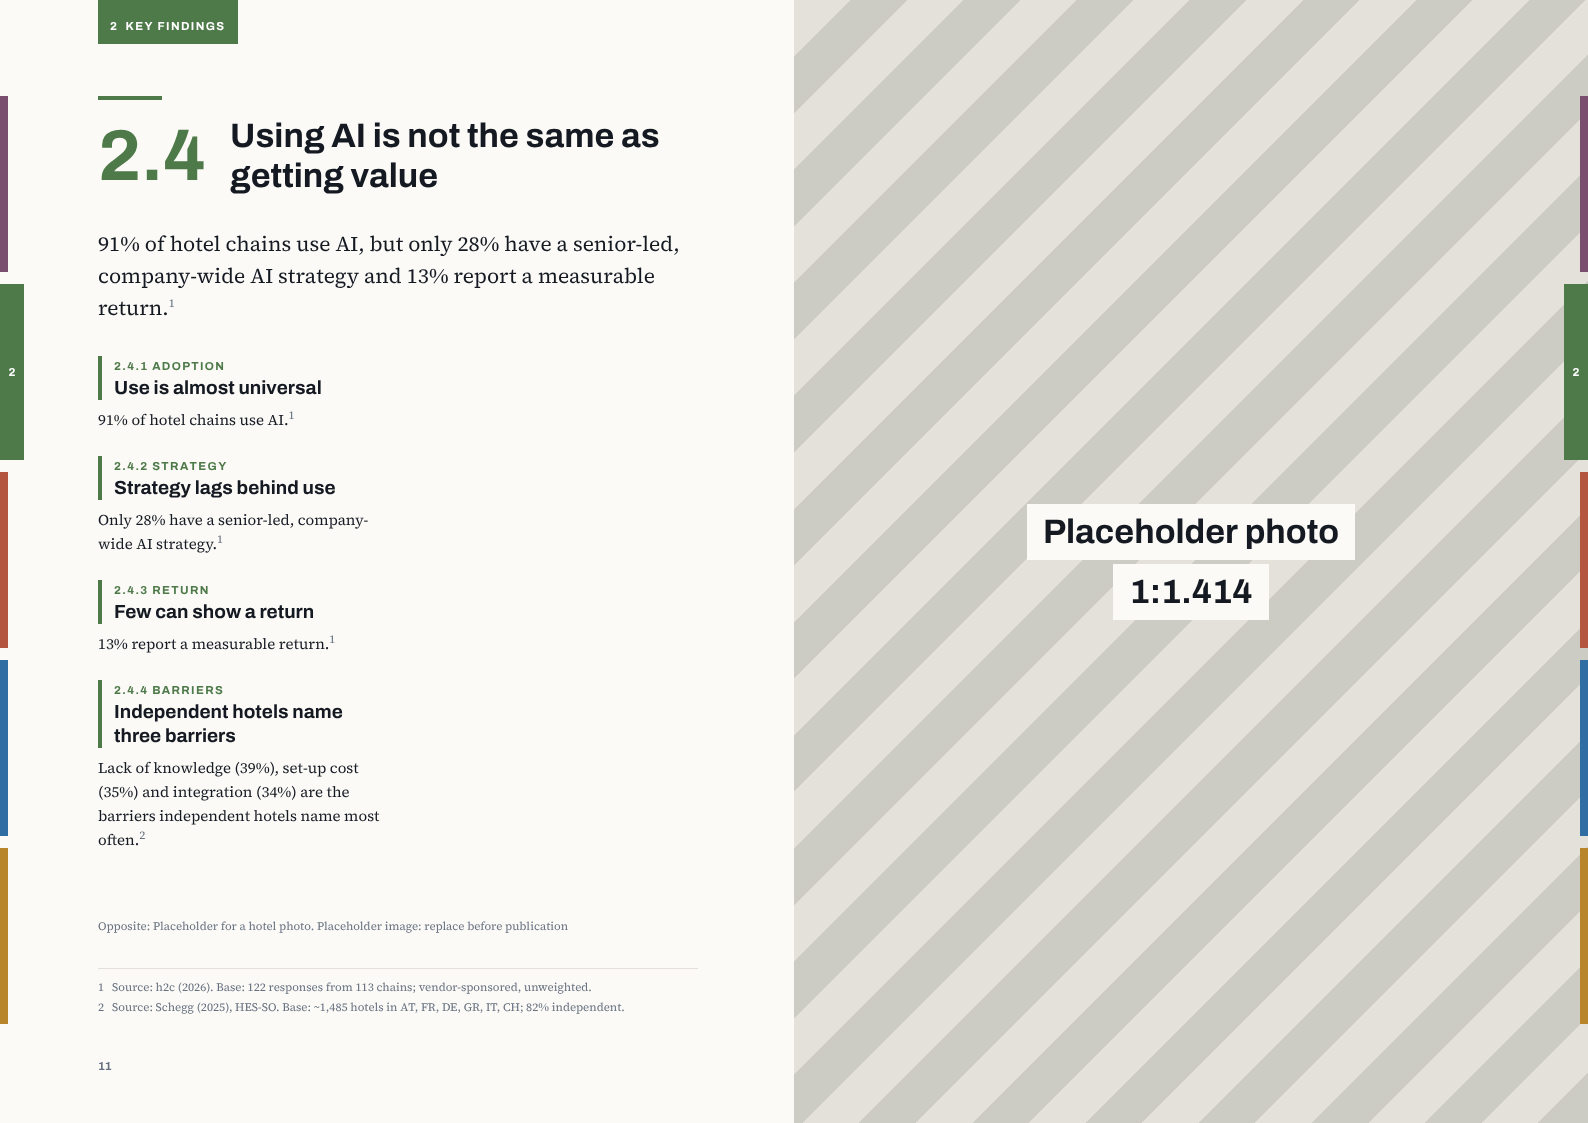 2 KEY FINDINGS
2.4
Using AI is not the same as
getting value
91% of hotel chains use AI, but only 28% have a senior-led,
company-wide AI strategy and 13% report a measurable
return.1
2.4.1 ADOPTION
Use is almost universal
91% of hotel chains use AI.1
2.4.2 STRATEGY
Strategy lags behind use
Only 28% have a senior-led, company-
wide AI strategy.1
2.4.3 RETURN
Few can show a return
13% report a measurable return.1
2.4.4 BARRIERS
Independent hotels name
three barriers
Lack of knowledge (39%), set-up cost
(35%) and integration (34%) are the
barriers independent hotels name most
often.2
Opposite: Placeholder for a hotel photo. Placeholder image: replace before publication
1 Source: h2c (2026). Base: 122 responses from 113 chains; vendor-sponsored, unweighted.
2 Source: Schegg (2025), HES-SO. Base: ~1,485 hotels in AT, FR, DE, GR, IT, CH; 82% independent.
11
2
Placeholder photo
1:1.414
2